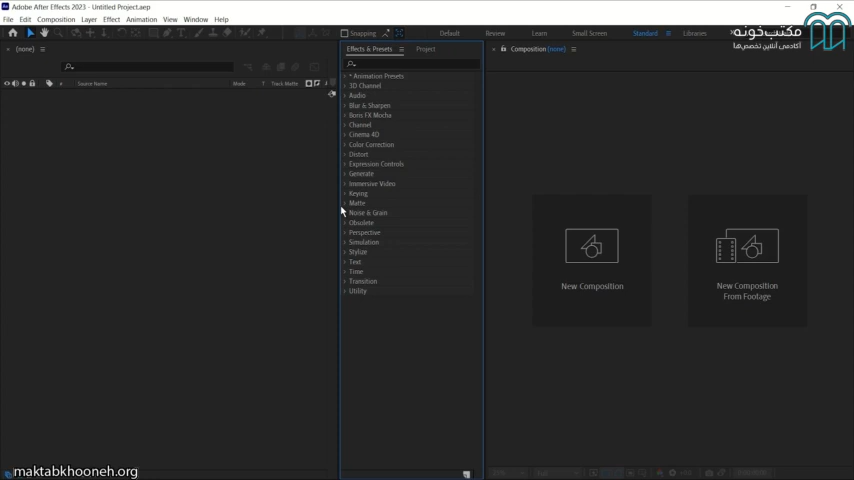 Adobe After Effects 2023 - Untitled Project.aep
File Edit Composition Layer Effect Animation View Window Help
Snapping Default Review Learn Small Screen Standard Libraries
مکتب‌خونه
آکادمی آنلاین تخصص‌ها
(none) Effects & Presets Project Composition (none)
Source Name Mode T Track Matte
* Animation Presets
3D Channel
Audio
Blur & Sharpen
Boris FX Mocha
Channel
Cinema 4D
Color Correction
Distort
Expression Controls
Generate
Immersive Video
Keying
Matte
Noise & Grain
Obsolete
Perspective
Simulation
Stylize
Text
Time
Transition
Utility
New Composition
New Composition
From Footage
maktabkhooneh.org